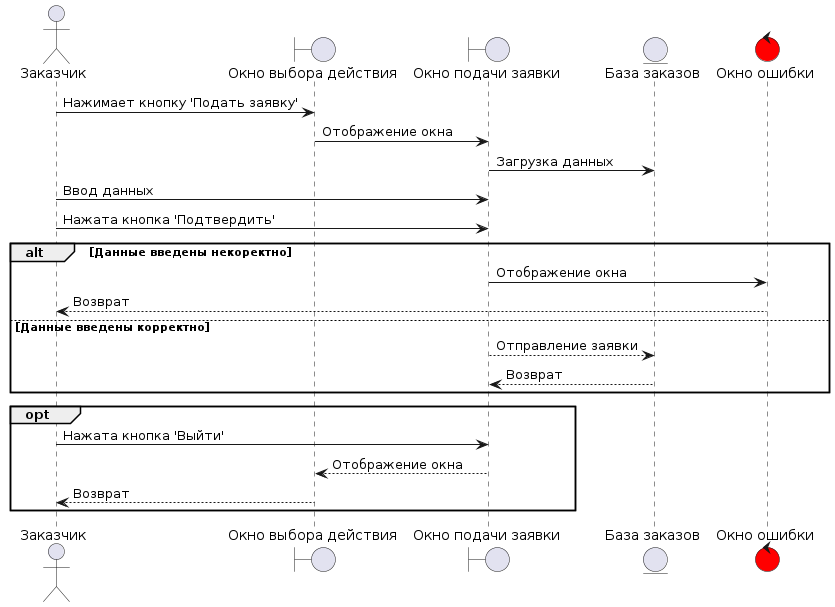 Заказчик
Окно выбора действия
Окно подачи заявки
База заказов
Окно ошибки
Нажимает кнопку 'Подать заявку'
Отображение окна
Загрузка данных
Ввод данных
Нажата кнопка 'Подтвердить'
alt [Данные введены некоректно]
Отображение окна
Возврат
[Данные введены корректно]
Отправление заявки
Возврат
opt
Нажата кнопка 'Выйти'
Отображение окна
Возврат
Заказчик
Окно выбора действия
Окно подачи заявки
База заказов
Окно ошибки